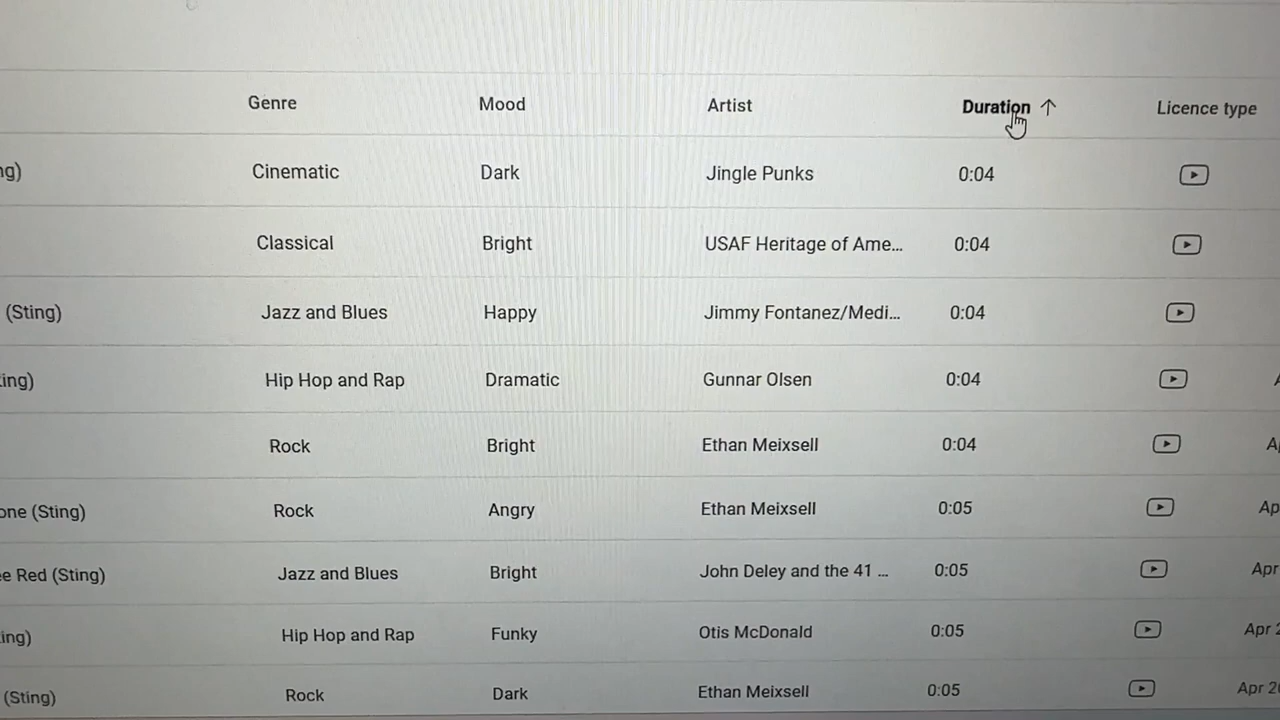 Genre Mood Artist Duration ↑ Licence type
ng) Cinematic Dark Jingle Punks 0:04
Classical Bright USAF Heritage of Ame... 0:04
(Sting) Jazz and Blues Happy Jimmy Fontanez/Medi... 0:04
ing) Hip Hop and Rap Dramatic Gunnar Olsen 0:04
Rock Bright Ethan Meixsell 0:04
one (Sting) Rock Angry Ethan Meixsell 0:05 Ap
e Red (Sting) Jazz and Blues Bright John Deley and the 41 ... 0:05 Apr
ing) Hip Hop and Rap Funky Otis McDonald 0:05 Apr 2
(Sting) Rock Dark Ethan Meixsell 0:05 Apr 20